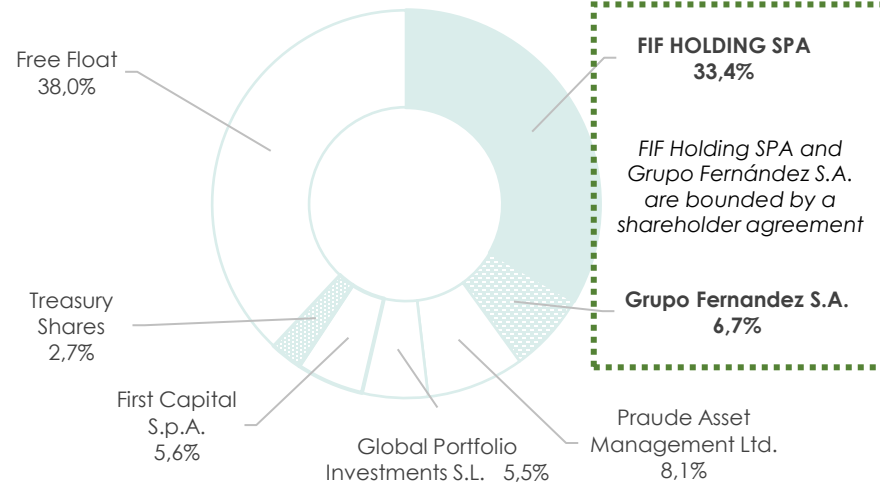 Free Float
38,0%
FIF HOLDING SPA
33,4%
FIF Holding SPA and
Grupo Fernández S.A.
are bounded by a
shareholder agreement
Grupo Fernandez S.A.
6,7%
Treasury
Shares
2,7%
First Capital
S.p.A.
5,6%
Global Portfolio
Investments S.L. 5,5%
Praude Asset
Management Ltd.
8,1%